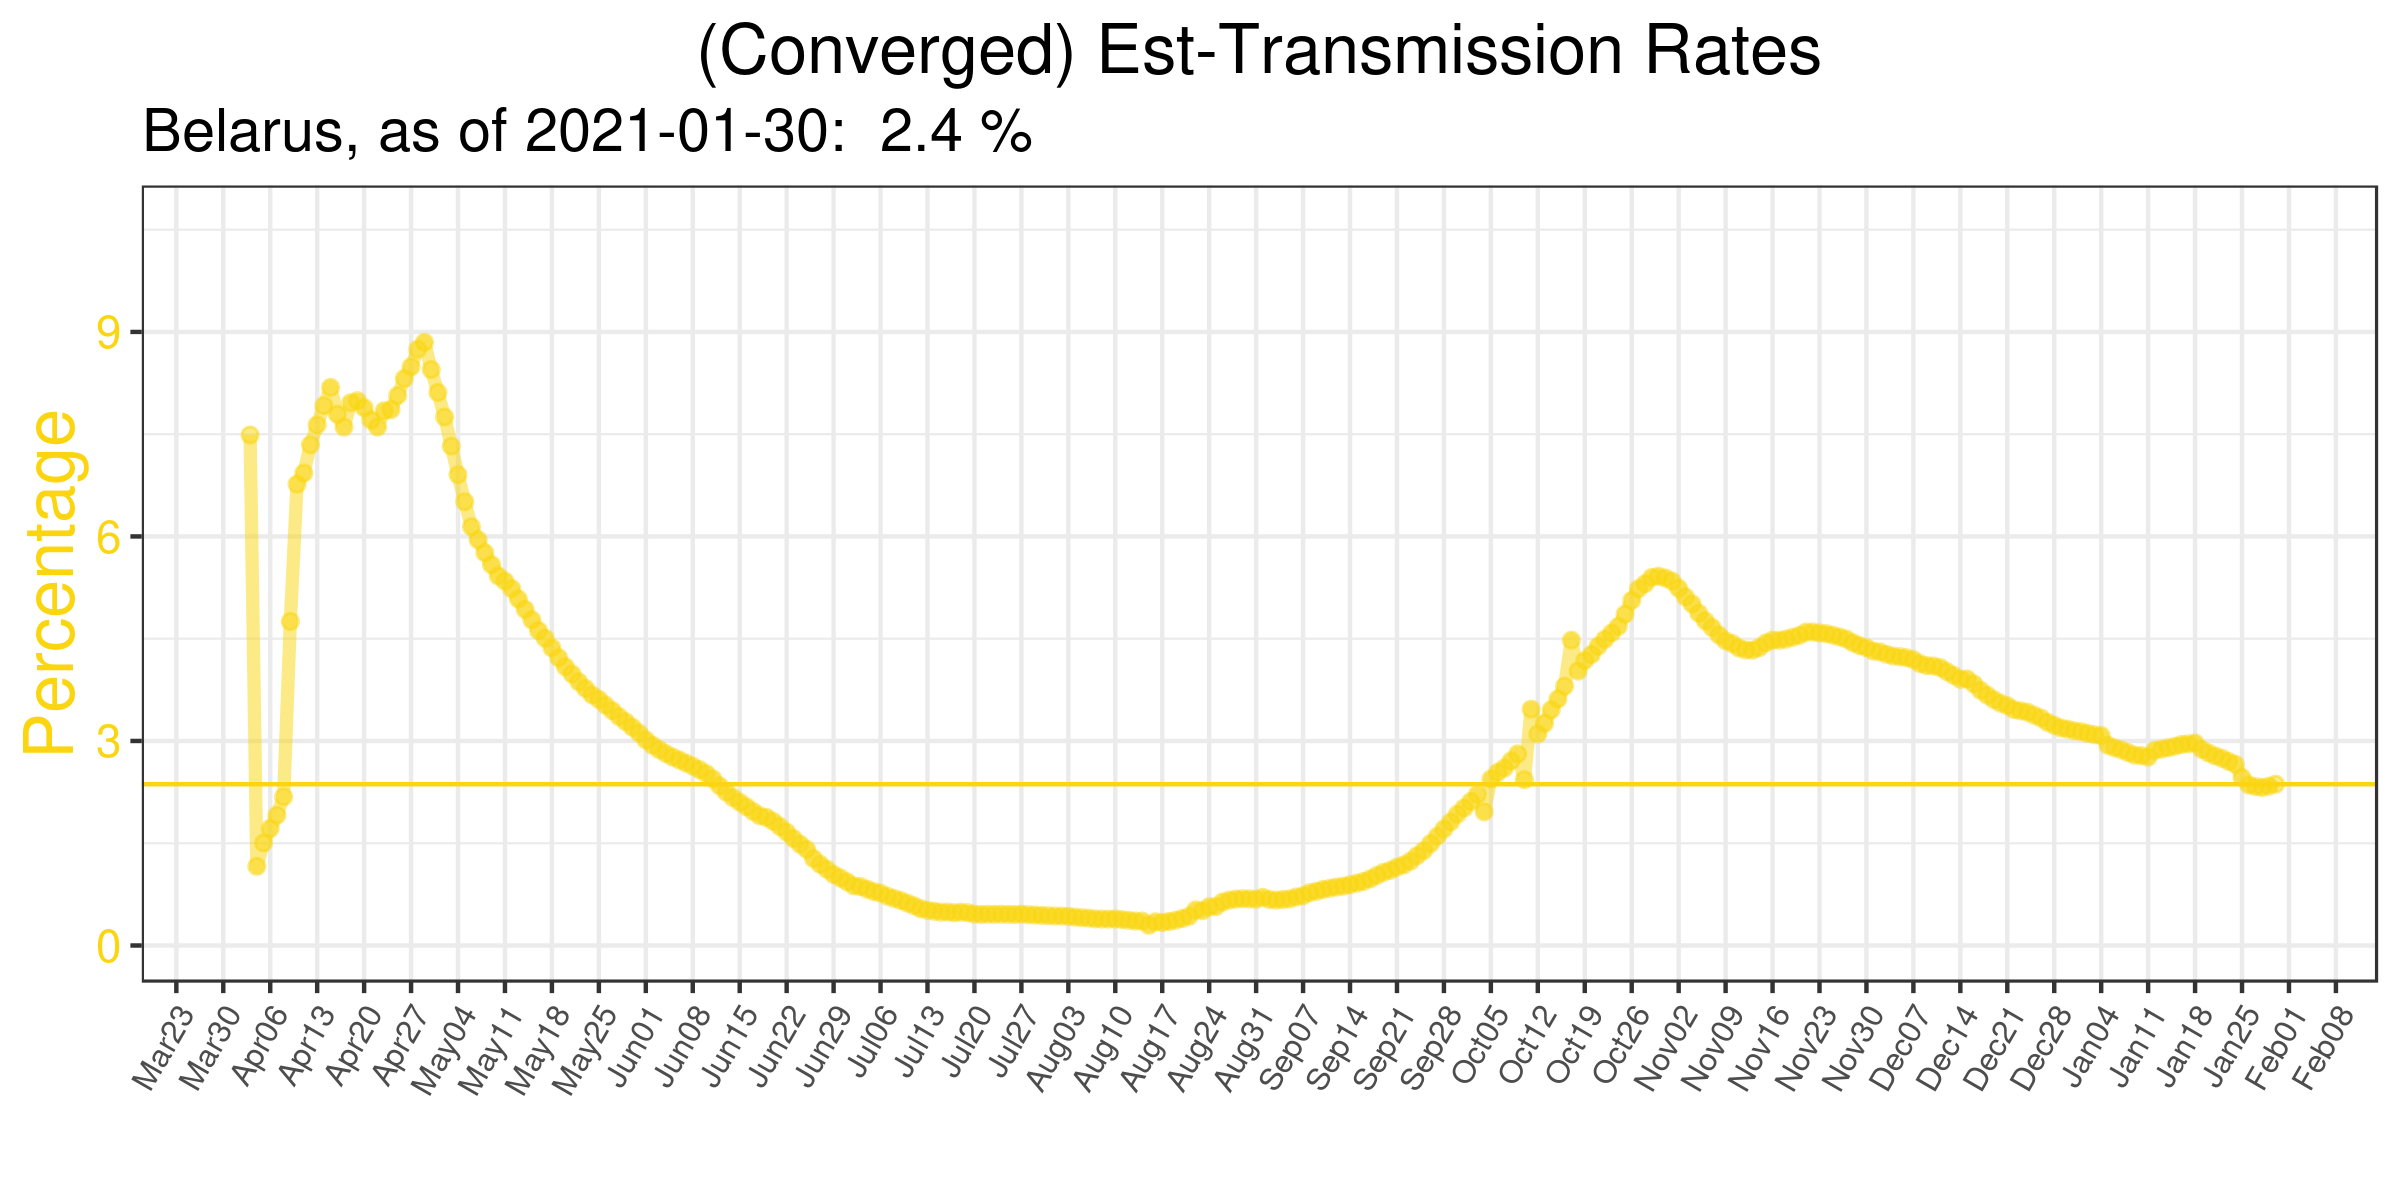 (Converged) Est-Transmission Rates
Belarus, as of 2021-01-30:  2.4 %
Percentage
9
6
3
0
Mar23
Mar30
Apr06
Apr13
Apr20
Apr27
May04
May11
May18
May25
Jun01
Jun08
Jun15
Jun22
Jun29
Jul06
Jul13
Jul20
Jul27
Aug03
Aug10
Aug17
Aug24
Aug31
Sep07
Sep14
Sep21
Sep28
Oct05
Oct12
Oct19
Oct26
Nov02
Nov09
Nov16
Nov23
Nov30
Dec07
Dec14
Dec21
Dec28
Jan04
Jan11
Jan18
Jan25
Feb01
Feb08